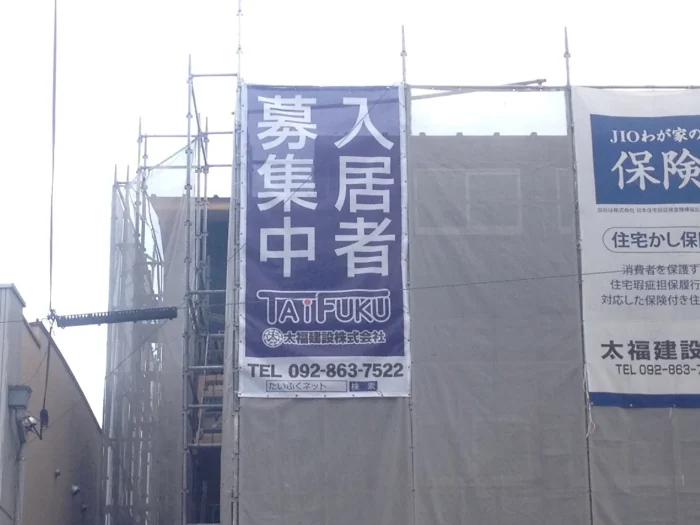 入居者
募集中
TAiFUKU
太福建設株式会社
TEL 092-863-7522
たいふくネット 検索
JIOわが家の
保険
住宅かし保
消費者を保護す
住宅瑕疵担保履行
対応した保険付き住
太福建設
TEL 092-863-7